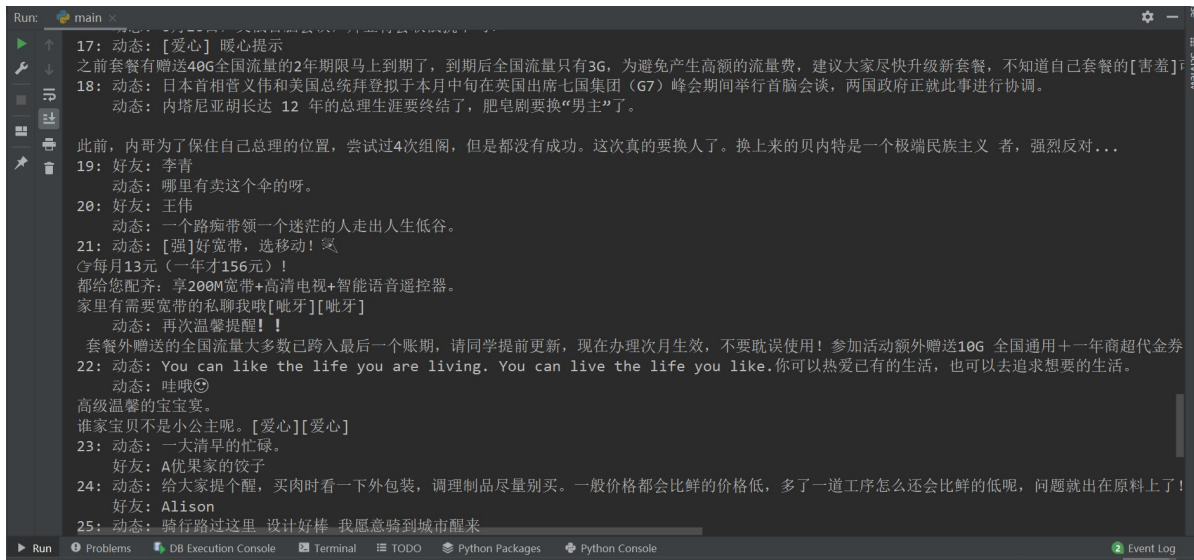 Run: main
17: 动态: [爱心] 暖心提示
之前套餐有赠送40G全国流量的2年期限马上到期了，到期后全国流量只有3G，为避免产生高额的流量费，建议大家尽快升级新套餐，不知道自己套餐的[害羞]
18: 动态: 日本首相菅义伟和美国总统拜登拟于本月中旬在英国出席七国集团（G7）峰会期间举行首脑会谈，两国政府正就此事进行协调。
动态: 内塔尼亚胡长达 12 年的总理生涯要终结了，肥皂剧要换“男主”了。
此前，内哥为了保住自己总理的位置，尝试过4次组阁，但是都没有成功。这次真的要换人了。换上来的贝内特是一个极端民族主义 者，强烈反对...
19: 好友: 李青
动态: 哪里有卖这个伞的呀。
20: 好友: 王伟
动态: 一个路痴带领一个迷茫的人走出人生低谷。
21: 动态: [强]好宽带，选移动！
👉每月13元（一年才156元）!
都给您配齐: 享200M宽带+高清电视+智能语音遥控器。
家里有需要宽带的私聊我哦[呲牙][呲牙]
动态: 再次温馨提醒❗❗
套餐外赠送的全国流量大多数已跨入最后一个账期，请同学提前更新，现在办理次月生效，不要耽误使用！参加活动额外赠送10G 全国通用＋一年商超代金券
22: 动态: You can like the life you are living. You can live the life you like.你可以热爱已有的生活，也可以去追求想要的生活。
动态: 哇哦😍
高级温馨的宝宝宴。
谁家宝贝不是小公主呢。[爱心][爱心]
23: 动态: 一大清早的忙碌。
好友: A优果家的饺子
24: 动态: 给大家提个醒，买肉时看一下外包装，调理制品尽量别买。一般价格都会比鲜的价格低，多了一道工序怎么还会比鲜的低呢，问题就出在原料上了!
好友: Alison
25: 动态: 骑行路过这里 设计好棒 我愿意骑到城市醒来
Run Problems DB Execution Console Terminal TODO Python Packages Python Console 2 Event Log